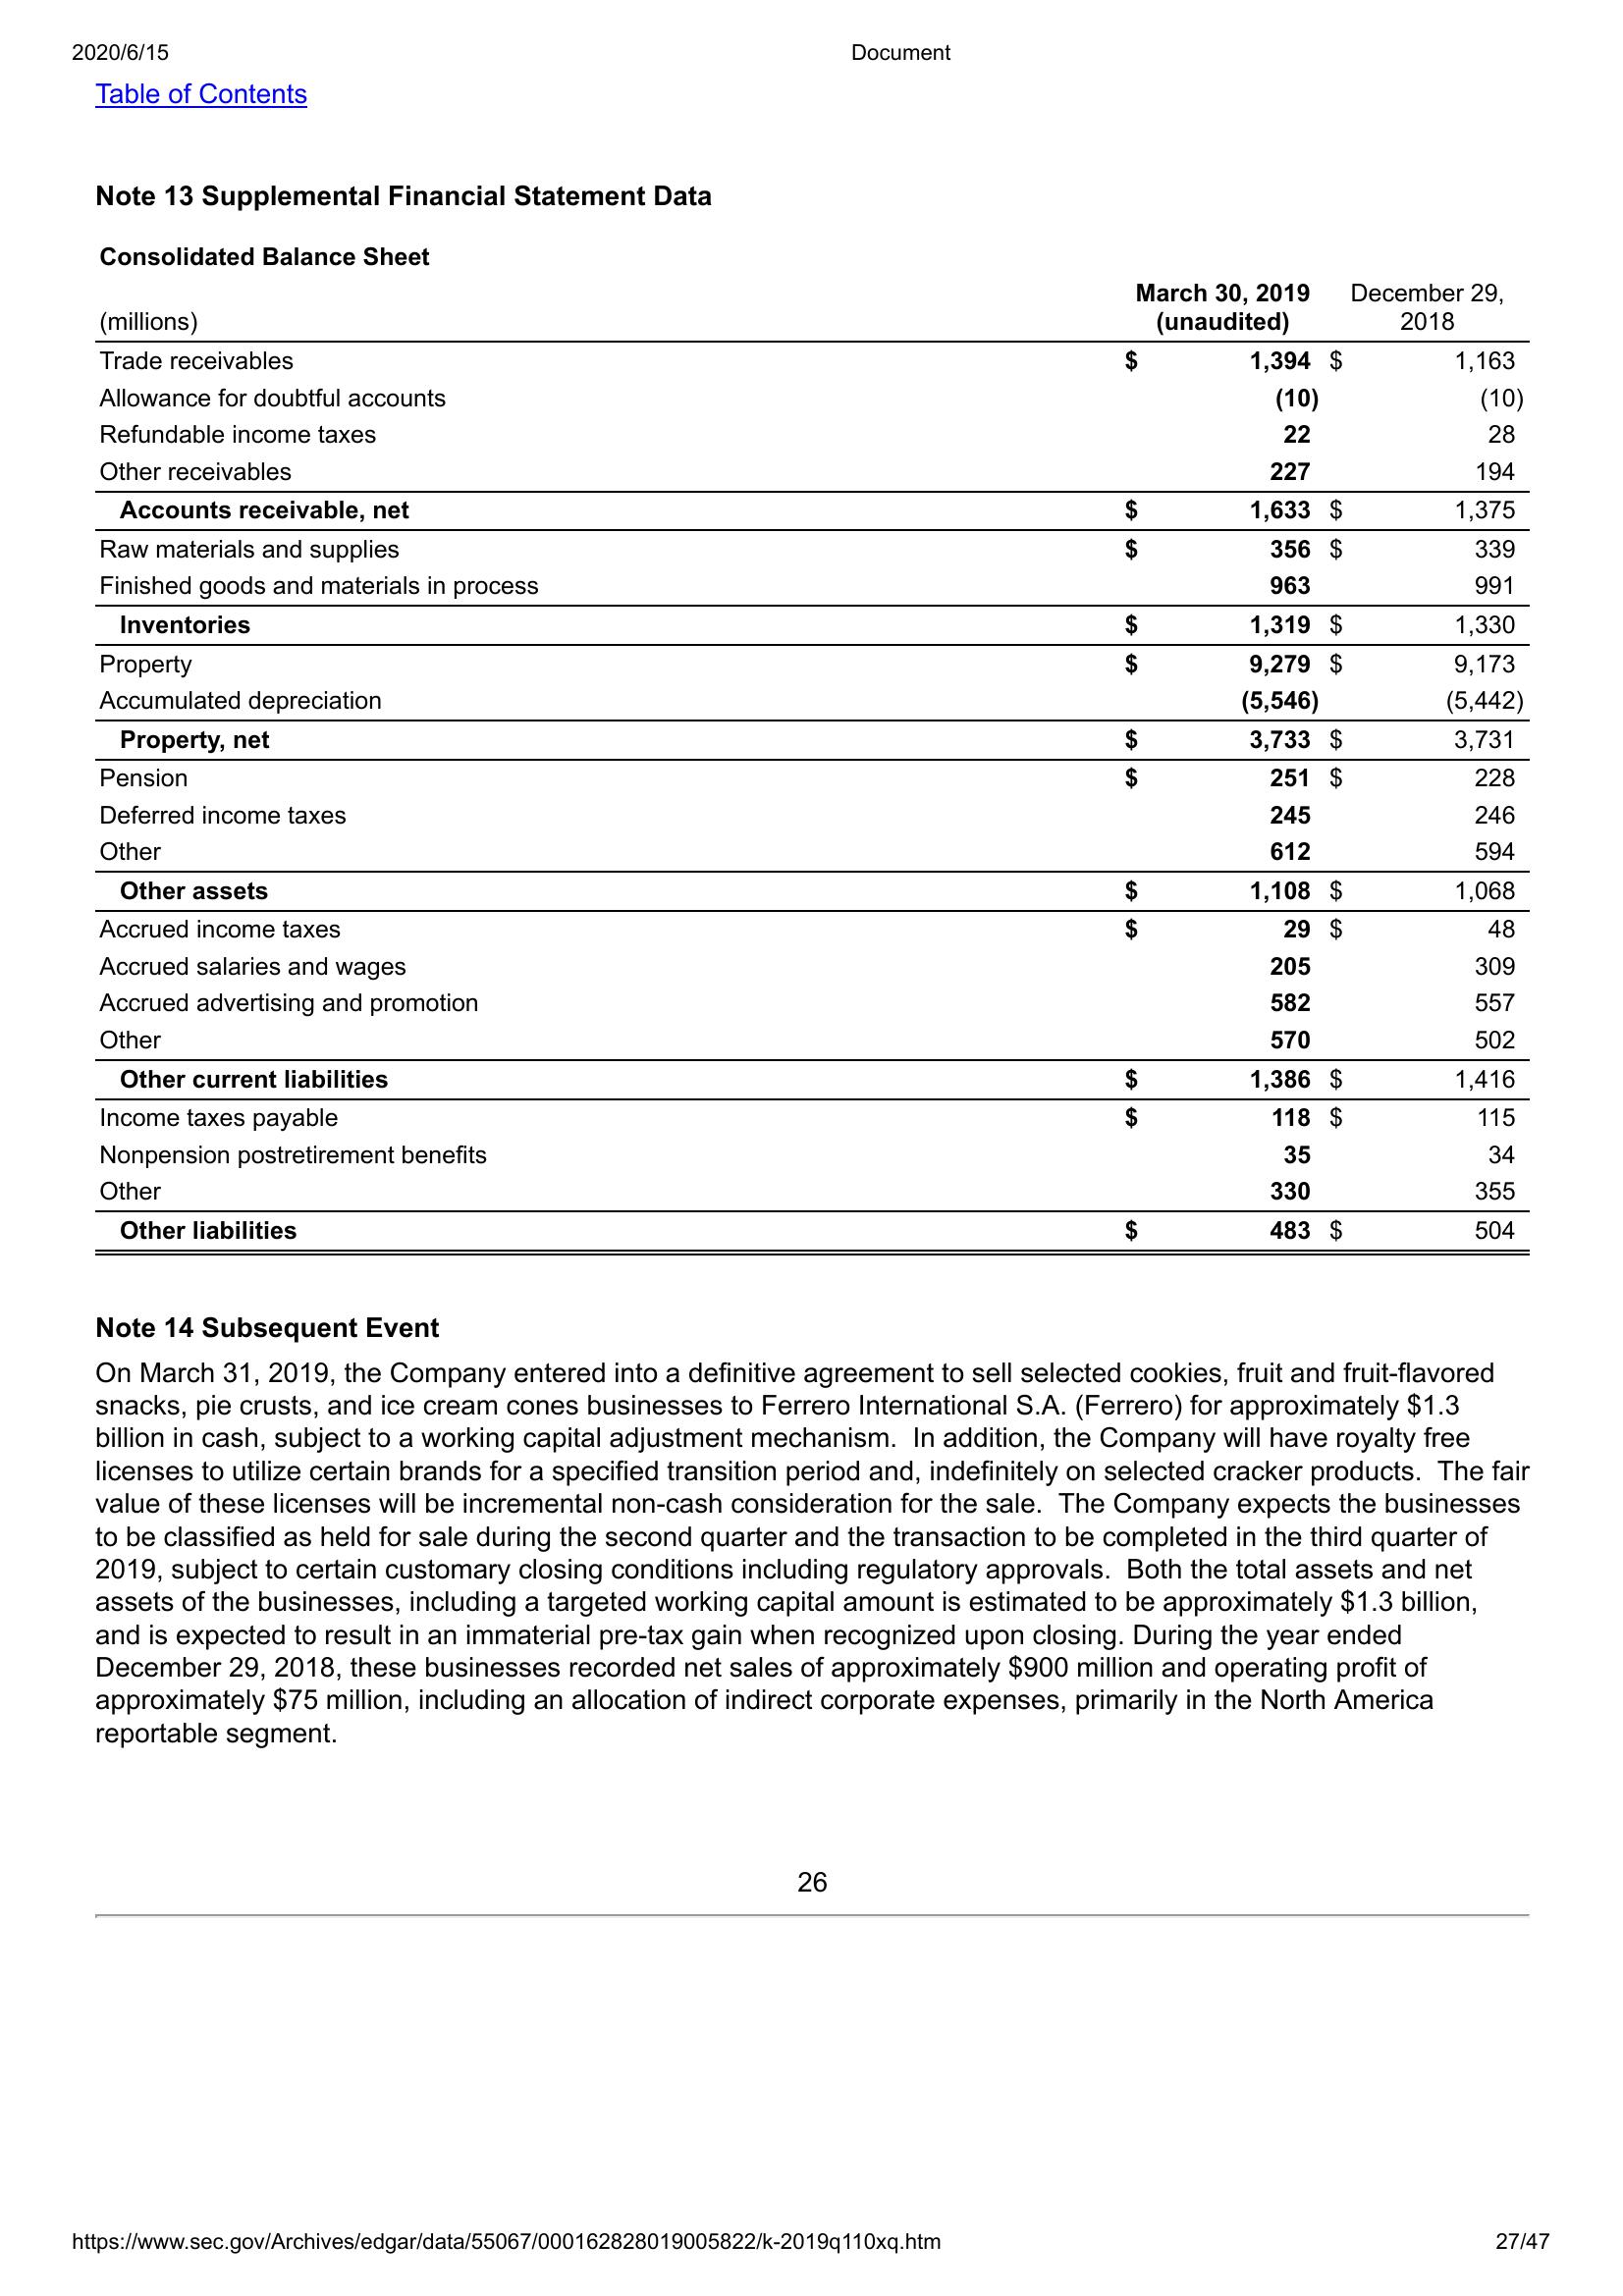 2020/6/15 Document
Table of Contents
Note 13 Supplemental Financial Statement Data
Consolidated Balance Sheet
(millions) March 30, 2019 (unaudited) December 29, 2018
Trade receivables $ 1,394 $ 1,163
Allowance for doubtful accounts (10) (10)
Refundable income taxes 22 28
Other receivables 227 194
Accounts receivable, net $ 1,633 $ 1,375
Raw materials and supplies $ 356 $ 339
Finished goods and materials in process 963 991
Inventories $ 1,319 $ 1,330
Property $ 9,279 $ 9,173
Accumulated depreciation (5,546) (5,442)
Property, net $ 3,733 $ 3,731
Pension $ 251 $ 228
Deferred income taxes 245 246
Other 612 594
Other assets $ 1,108 $ 1,068
Accrued income taxes $ 29 $ 48
Accrued salaries and wages 205 309
Accrued advertising and promotion 582 557
Other 570 502
Other current liabilities $ 1,386 $ 1,416
Income taxes payable $ 118 $ 115
Nonpension postretirement benefits 35 34
Other 330 355
Other liabilities $ 483 $ 504
Note 14 Subsequent Event
On March 31, 2019, the Company entered into a definitive agreement to sell selected cookies, fruit and fruit-flavored
snacks, pie crusts, and ice cream cones businesses to Ferrero International S.A. (Ferrero) for approximately $1.3
billion in cash, subject to a working capital adjustment mechanism.  In addition, the Company will have royalty free
licenses to utilize certain brands for a specified transition period and, indefinitely on selected cracker products.  The fair
value of these licenses will be incremental non-cash consideration for the sale.  The Company expects the businesses
to be classified as held for sale during the second quarter and the transaction to be completed in the third quarter of
2019, subject to certain customary closing conditions including regulatory approvals.  Both the total assets and net
assets of the businesses, including a targeted working capital amount is estimated to be approximately $1.3 billion,
and is expected to result in an immaterial pre-tax gain when recognized upon closing. During the year ended
December 29, 2018, these businesses recorded net sales of approximately $900 million and operating profit of
approximately $75 million, including an allocation of indirect corporate expenses, primarily in the North America
reportable segment.
26
https://www.sec.gov/Archives/edgar/data/55067/000162828019005822/k-2019q110xq.htm 27/47